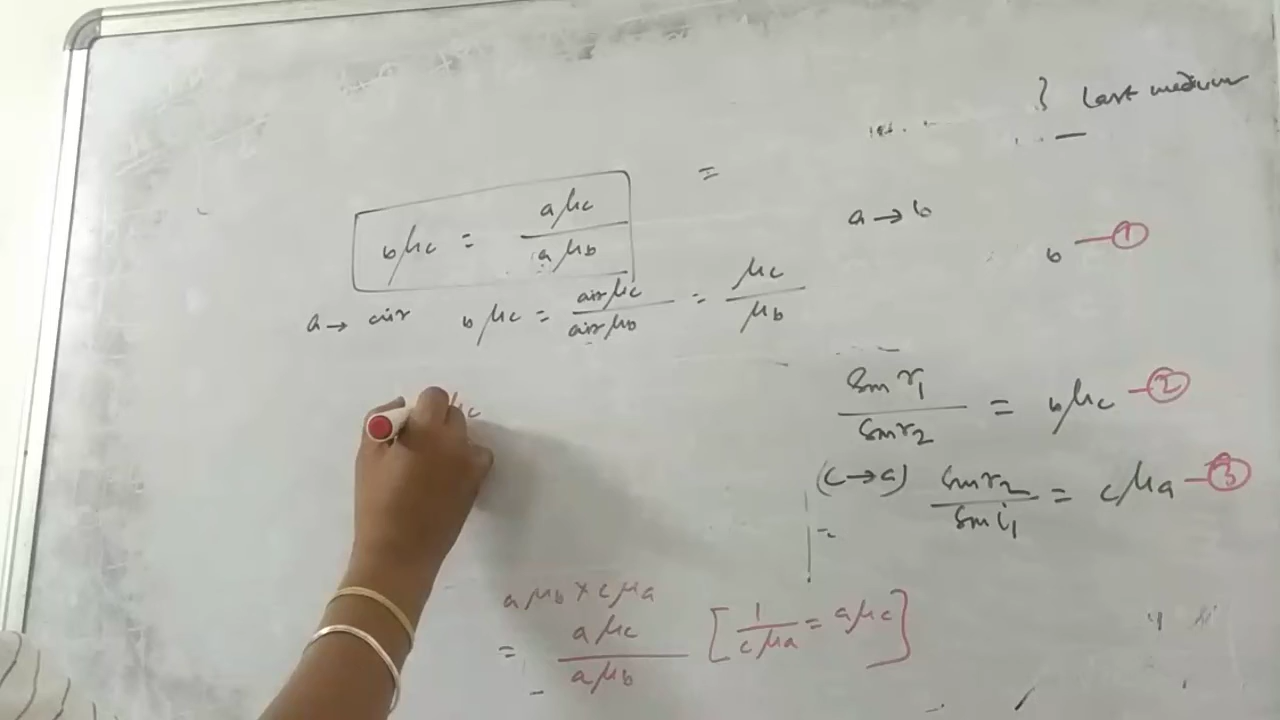 } Last medium
bμc = aμc / aμb
=
a → b
b — ①
a → air bμc = airμc / airμb = μc / μb
Sin r1 / Sin r2 = bμc — ②
μc
(c → a) Sin r2 / Sin i1 = cμa — ③
aμb × cμa
= aμc / aμb [ 1 / cμa = aμc ]